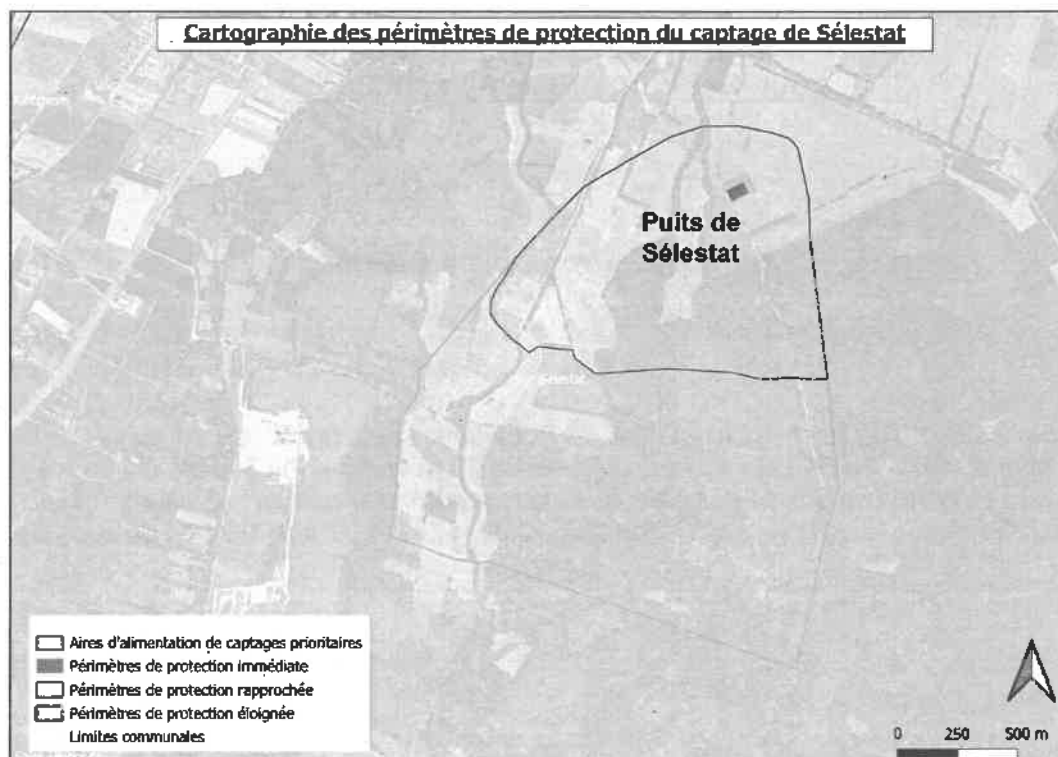 Cartographie des périmètres de protection du captage de Sélestat
Puits de
Sélestat
Aires d'alimentation de captages prioritaires
Périmètres de protection immédiate
Périmètres de protection rapprochée
Périmètres de protection éloignée
Limites communales
0 250 500 m